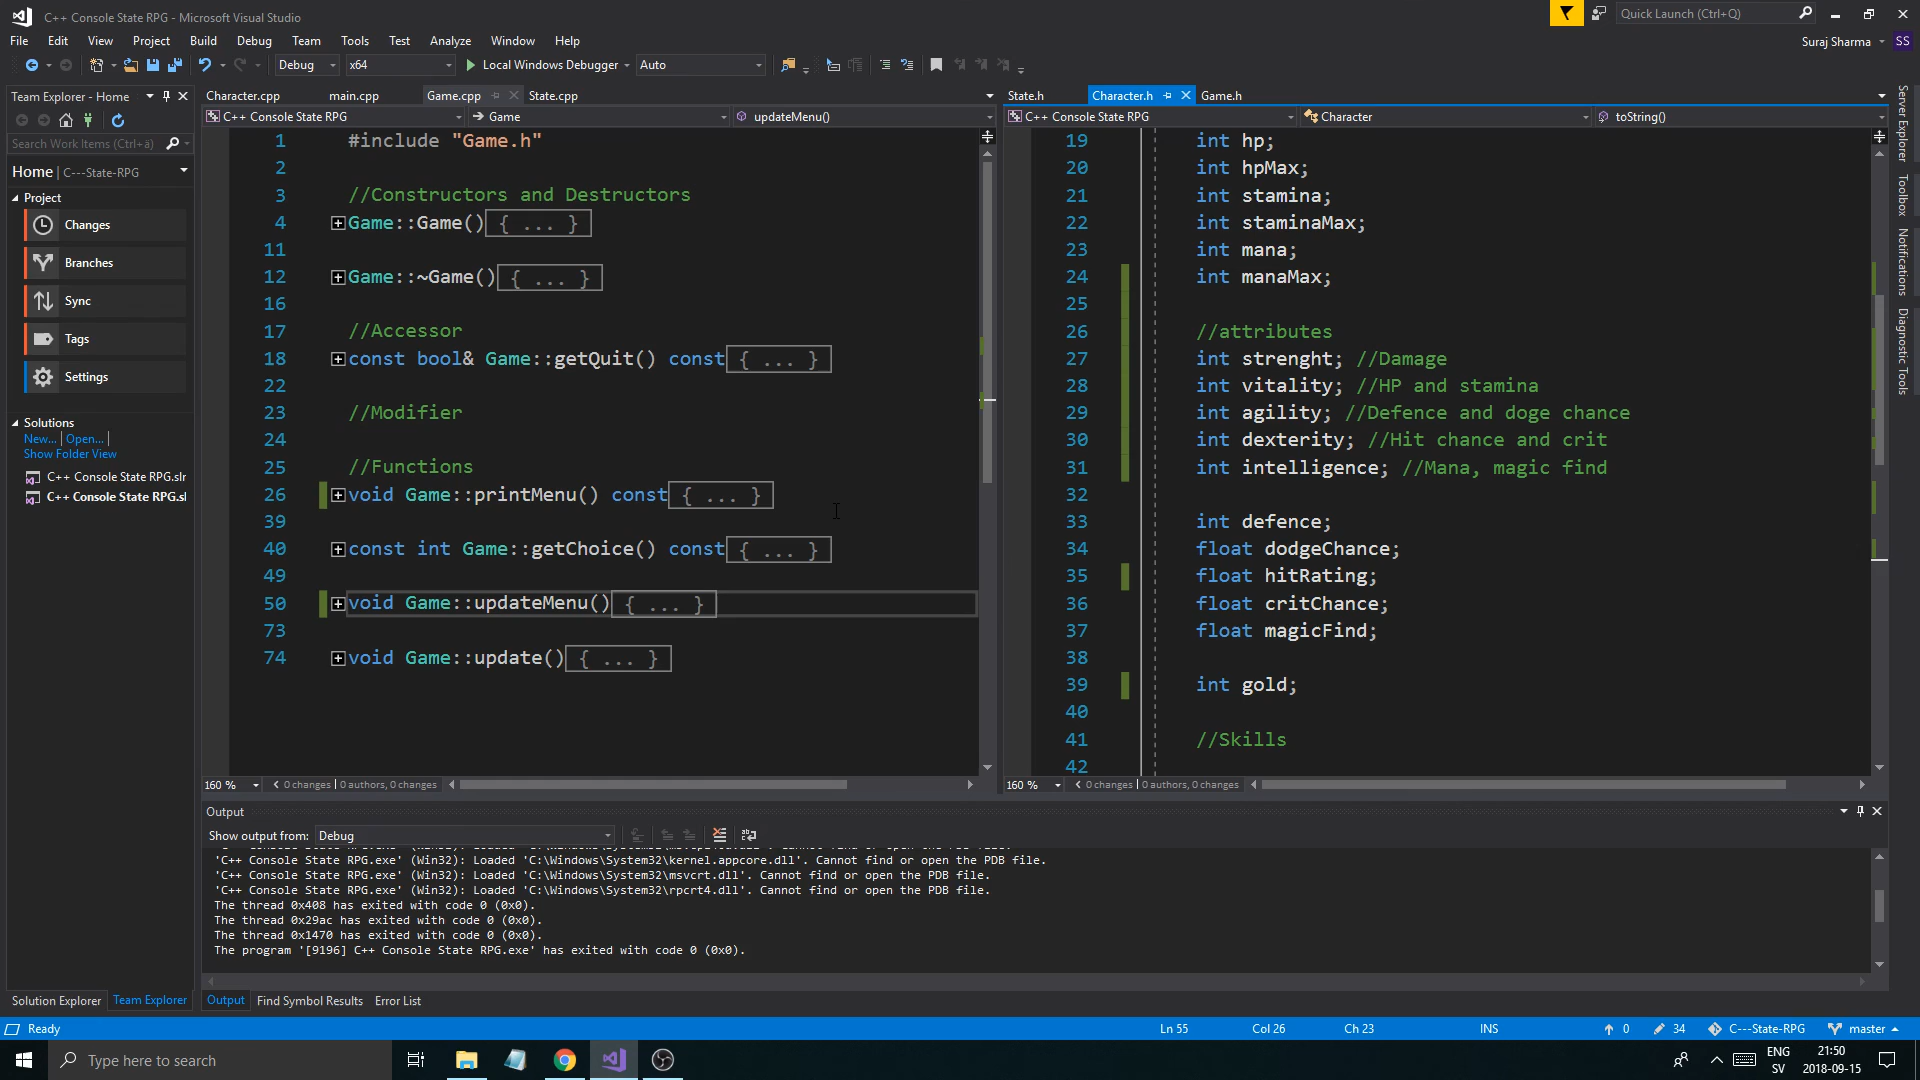 C++ Console State RPG - Microsoft Visual Studio
Quick Launch (Ctrl+Q)
File Edit View Project Build Debug Team Tools Test Analyze Window Help
Suraj Sharma SS
Debug x64 Local Windows Debugger Auto
Team Explorer - Home
Search Work Items (Ctrl+ä)
Home | C---State-RPG
Project
Changes
Branches
Sync
Tags
Settings
Solutions
New... | Open... |
Show Folder View
C++ Console State RPG.slr
C++ Console State RPG.sl
Solution Explorer Team Explorer
Character.cpp main.cpp Game.cpp State.cpp
C++ Console State RPG Game updateMenu()
1 #include "Game.h"
2
3 //Constructors and Destructors
4 Game::Game(){ ... }
11
12 Game::~Game(){ ... }
16
17 //Accessor
18 const bool& Game::getQuit() const{ ... }
22
23 //Modifier
24
25 //Functions
26 void Game::printMenu() const{ ... }
39
40 const int Game::getChoice() const{ ... }
49
50 void Game::updateMenu(){ ... }
73
74 void Game::update(){ ... }
160 % 0 changes | 0 authors, 0 changes
State.h Character.h Game.h
C++ Console State RPG Character toString()
19 int hp;
20 int hpMax;
21 int stamina;
22 int staminaMax;
23 int mana;
24 int manaMax;
25
26 //attributes
27 int strenght; //Damage
28 int vitality; //HP and stamina
29 int agility; //Defence and doge chance
30 int dexterity; //Hit chance and crit
31 int intelligence; //Mana, magic find
32
33 int defence;
34 float dodgeChance;
35 float hitRating;
36 float critChance;
37 float magicFind;
38
39 int gold;
40
41 //Skills
42
160 % 0 changes | 0 authors, 0 changes
Server Explorer
Toolbox
Notifications
Diagnostic Tools
Output
Show output from: Debug
'C++ Console State RPG.exe' (Win32): Loaded 'C:\Windows\System32\kernel.appcore.dll'. Cannot find or open the PDB file.
'C++ Console State RPG.exe' (Win32): Loaded 'C:\Windows\System32\msvcrt.dll'. Cannot find or open the PDB file.
'C++ Console State RPG.exe' (Win32): Loaded 'C:\Windows\System32\rpcrt4.dll'. Cannot find or open the PDB file.
The thread 0x408 has exited with code 0 (0x0).
The thread 0x29ac has exited with code 0 (0x0).
The thread 0x1470 has exited with code 0 (0x0).
The program '[9196] C++ Console State RPG.exe' has exited with code 0 (0x0).
Output Find Symbol Results Error List
Ready Ln 55 Col 26 Ch 23 INS 0 34 C---State-RPG master
Type here to search
ENG
SV
21:50
2018-09-15